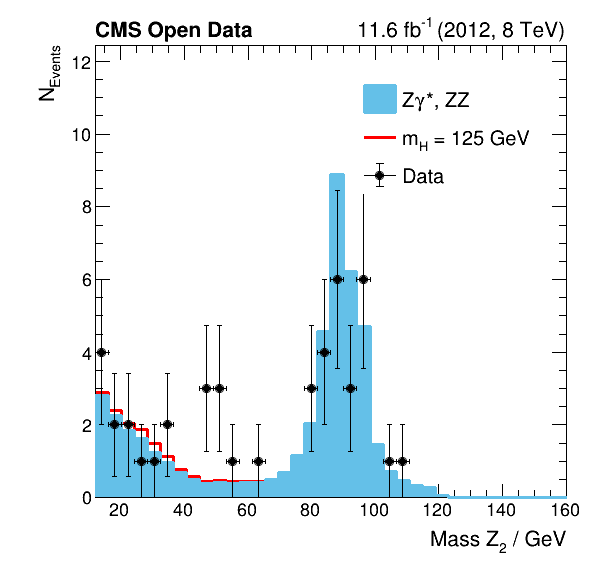 CMS Open Data 11.6 fb⁻¹ (2012, 8 TeV)
N_Events
12
10
8
6
4
2
0
Zγ*, ZZ
m_H = 125 GeV
Data
20 40 60 80 100 120 140 160
Mass Z₂ / GeV